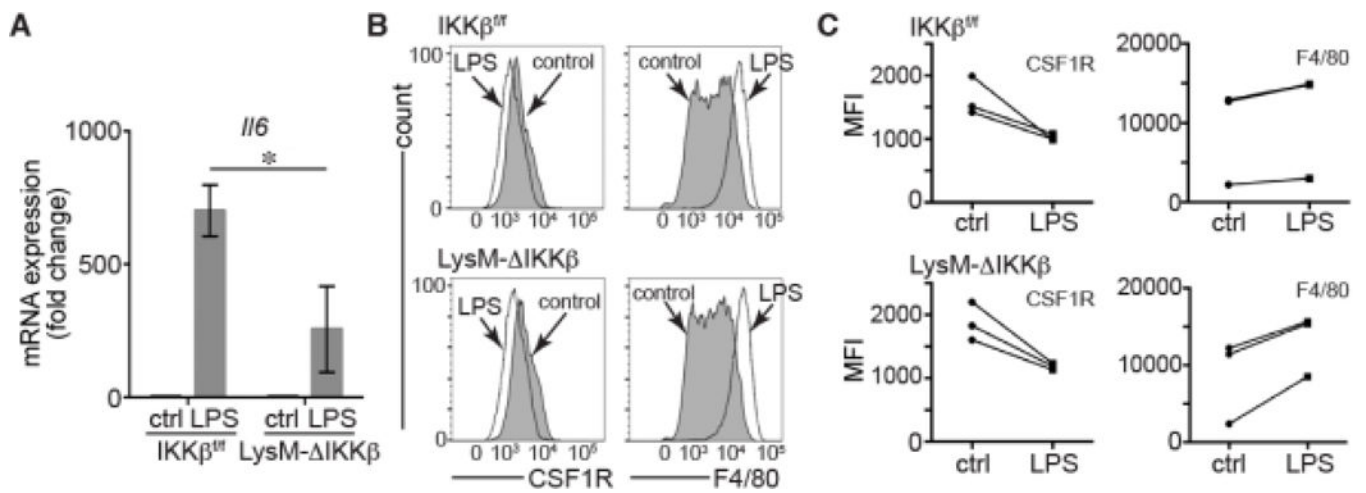 A
Il6
*
1000
500
0
mRNA expression
(fold change)
ctrl LPS ctrl LPS
IKKβf/f LysM-ΔIKKβ
B
IKKβf/f
100
0
LPS
control
0 10³ 10⁴ 10⁵
control
LPS
0 10³ 10⁴ 10⁵
count
LysM-ΔIKKβ
100
0
LPS
control
0 10³ 10⁴ 10⁵
control
LPS
0 10³ 10⁴ 10⁵
CSF1R F4/80
C
IKKβf/f
CSF1R
MFI
2000
1000
0
ctrl LPS
F4/80
20000
10000
0
ctrl LPS
LysM-ΔIKKβ
CSF1R
MFI
2000
1000
0
ctrl LPS
F4/80
20000
10000
0
ctrl LPS